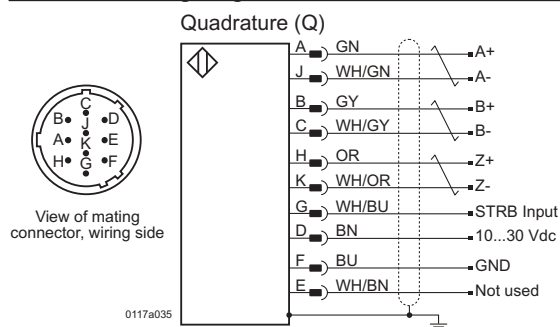 Quadrature (Q)
A GN A+
J WH/GN A-
B GY B+
C WH/GY B-
H OR Z+
K WH/OR Z-
G WH/BU STRB Input
D BN 10...30 Vdc
F BU GND
E WH/BN Not used
C
B J D
A K E
H G F
View of mating
connector, wiring side
0117a035